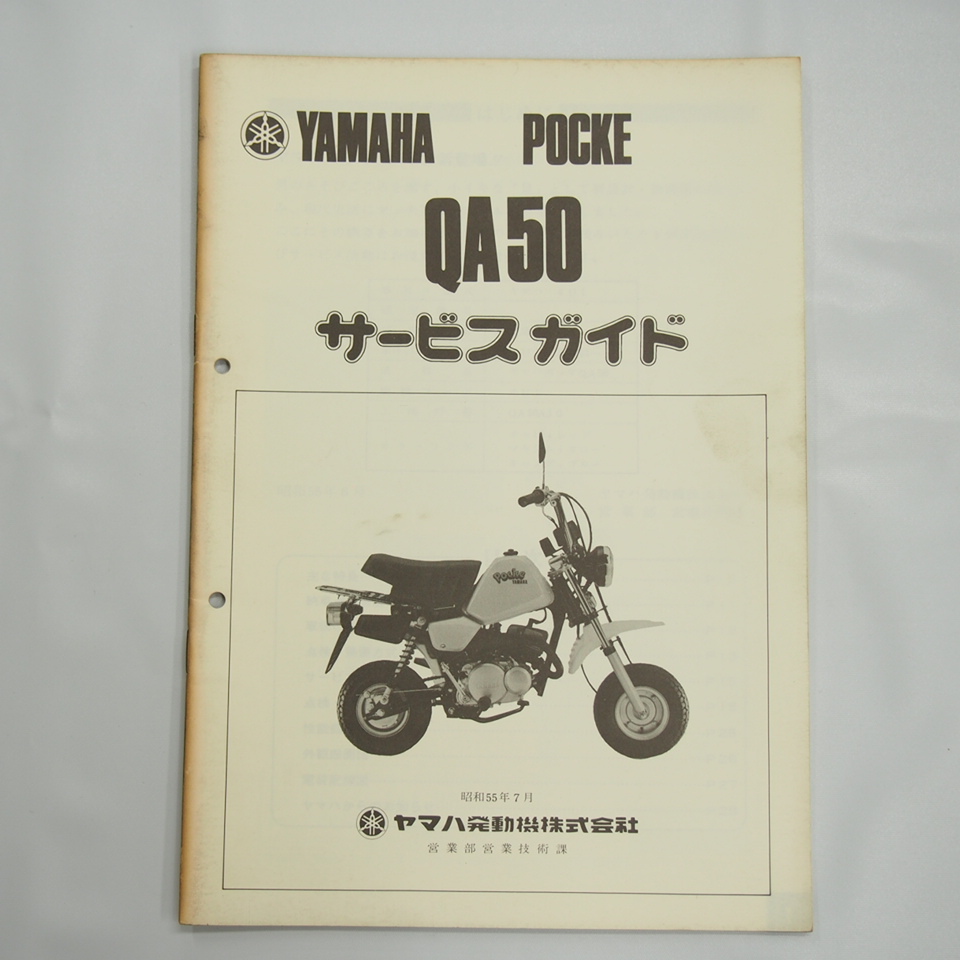 YAMAHA POCKE
QA50
サービスガイド
Pocke
YAMAHA
昭和55年7月
ヤマハ発動機株式会社
営業部営業技術課